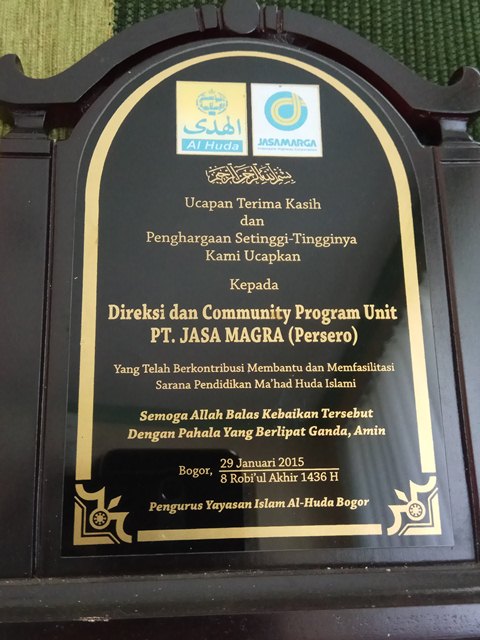 الهدى
Al Huda
JASAMARGA
بسم الله الرحمن الرحيم
Ucapan Terima Kasih
dan
Penghargaan Setinggi-Tingginya
Kami Ucapkan
Kepada
Direksi dan Community Program Unit
PT. JASA MAGRA (Persero)
Yang Telah Berkontribusi Membantu dan Memfasilitasi
Sarana Pendidikan Ma'had Huda Islami
Semoga Allah Balas Kebaikan Tersebut
Dengan Pahala Yang Berlipat Ganda, Amin
Bogor, 29 Januari 2015
8 Robi'ul Akhir 1436 H
Pengurus Yayasan Islam Al-Huda Bogor